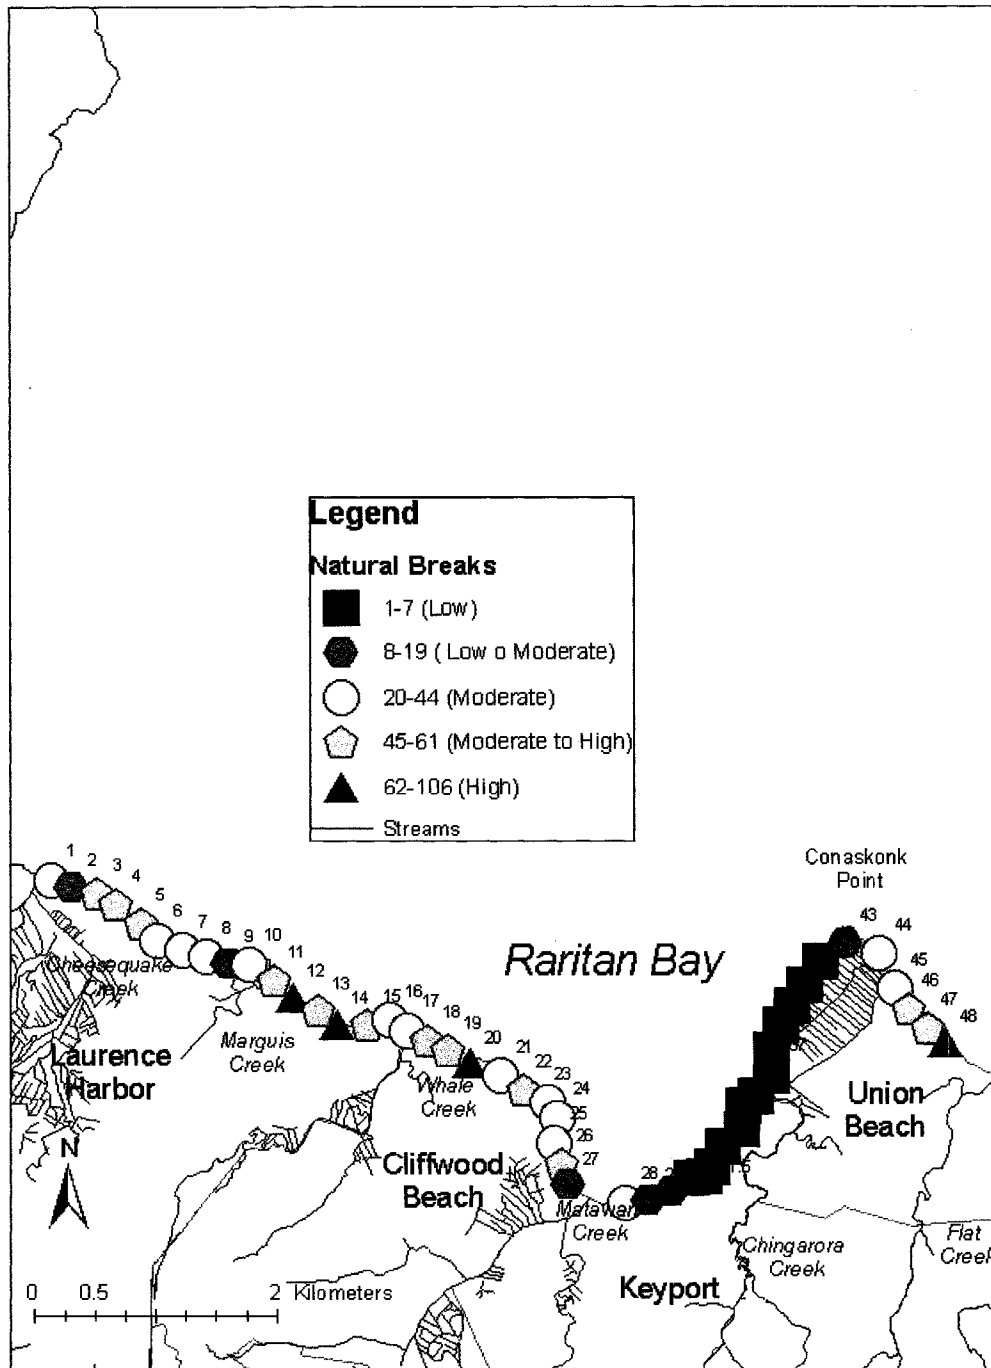 Legend
Natural Breaks
1-7 (Low)
8-19 ( Low o Moderate)
20-44 (Moderate)
45-61 (Moderate to High)
62-106 (High)
Streams
Conaskonk
Point
1
2
3
4
5
6
7
8
9
10
11
12
13
14
15
16
17
18
19
20
21
22
23
24
25
26
27
28
43
44
45
46
47
48
Raritan Bay
Cheesequake
Creek
Laurence
Harbor
Marguis
Creek
Whale
Creek
Union
Beach
Cliffwood
Beach
Matawan
Creek
Keyport
Chingarora
Creek
Flat
Creek
N
0 0.5 2
Kilometers